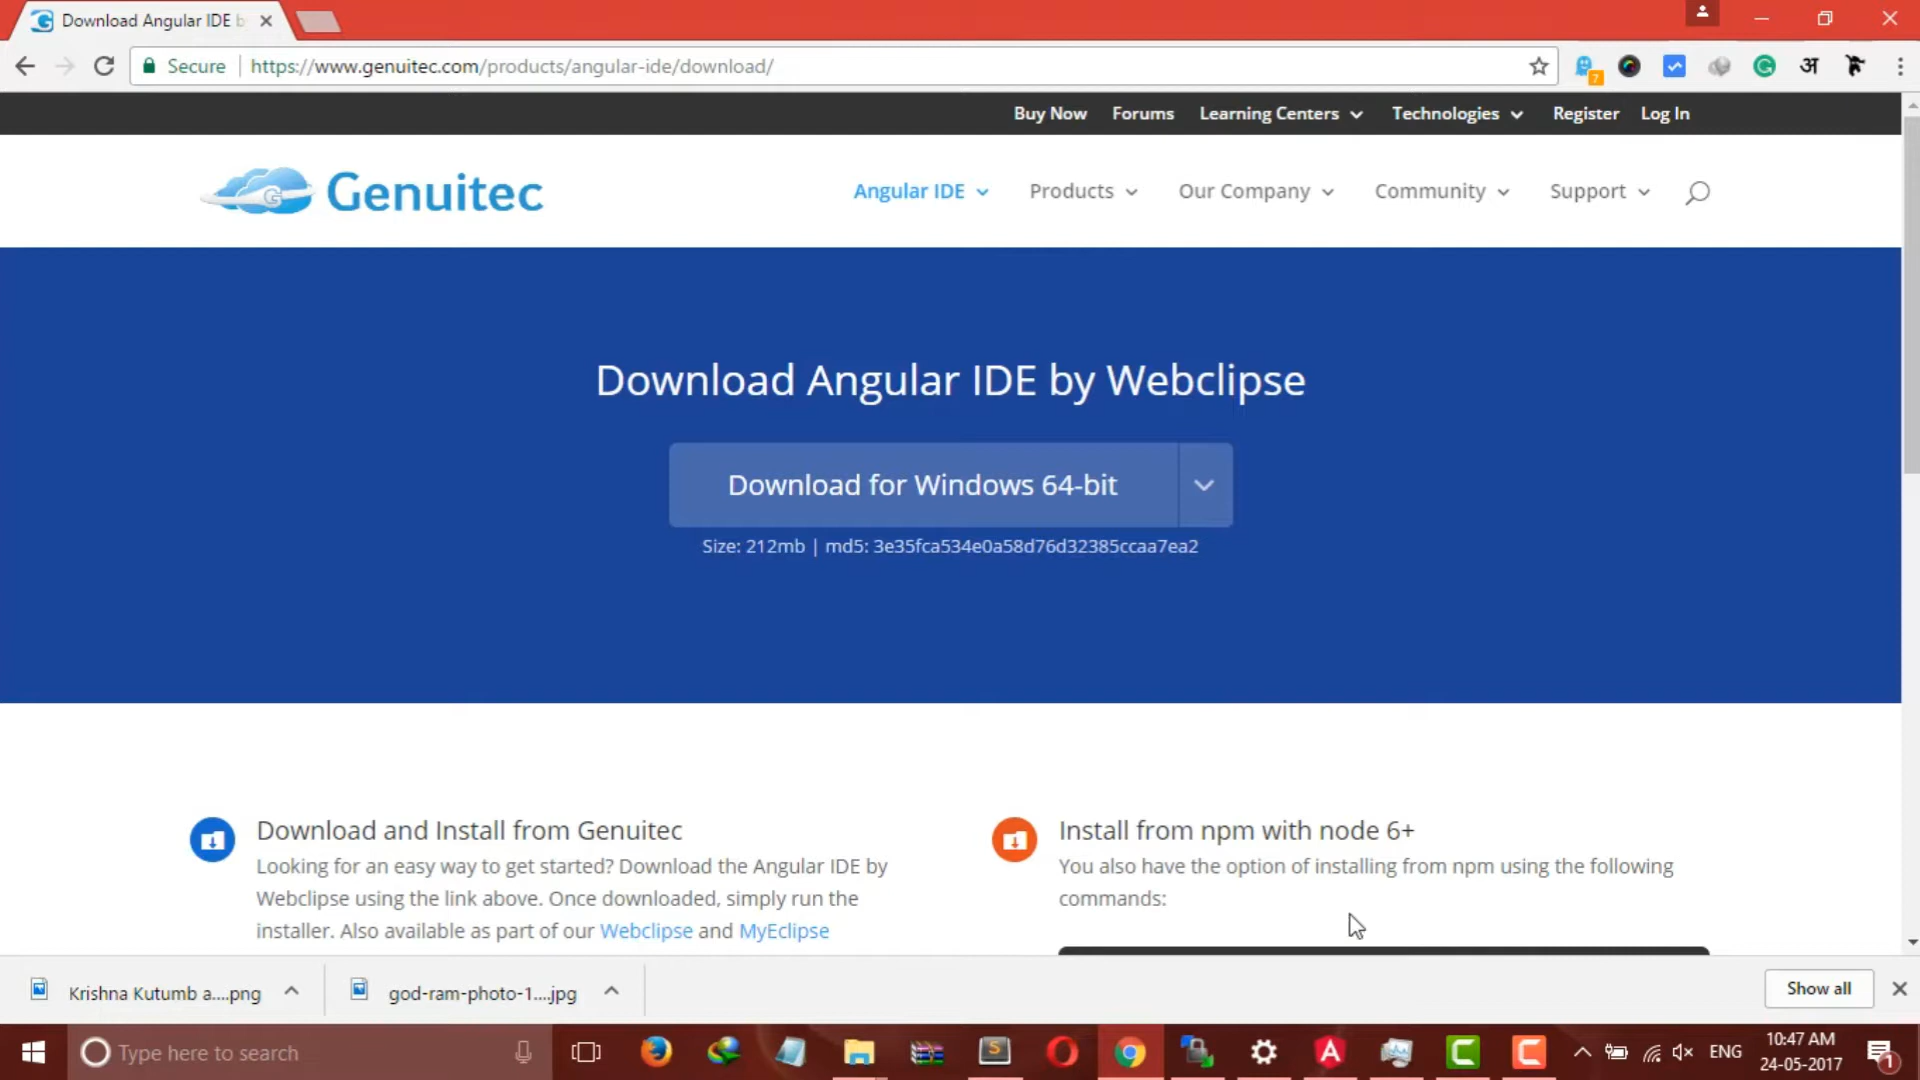 Download Angular IDE b
Secure
https://www.genuitec.com/products/angular-ide/download/
?
अ
Buy Now
Forums
Learning Centers
Technologies
Register
Log In
G
Genuitec
Angular IDE
Products
Our Company
Community
Support
Download Angular IDE by Webclipse
Download for Windows 64-bit
Size: 212mb | md5: 3e35fca534e0a58d76d32385ccaa7ea2
Download and Install from Genuitec
Looking for an easy way to get started? Download the Angular IDE by
Webclipse using the link above. Once downloaded, simply run the
installer. Also available as part of our Webclipse and MyEclipse
Install from npm with node 6+
You also have the option of installing from npm using the following
commands:
Krishna Kutumb a....png
god-ram-photo-1....jpg
Show all
Type here to search
S
A
ENG
10:47 AM
24-05-2017
1